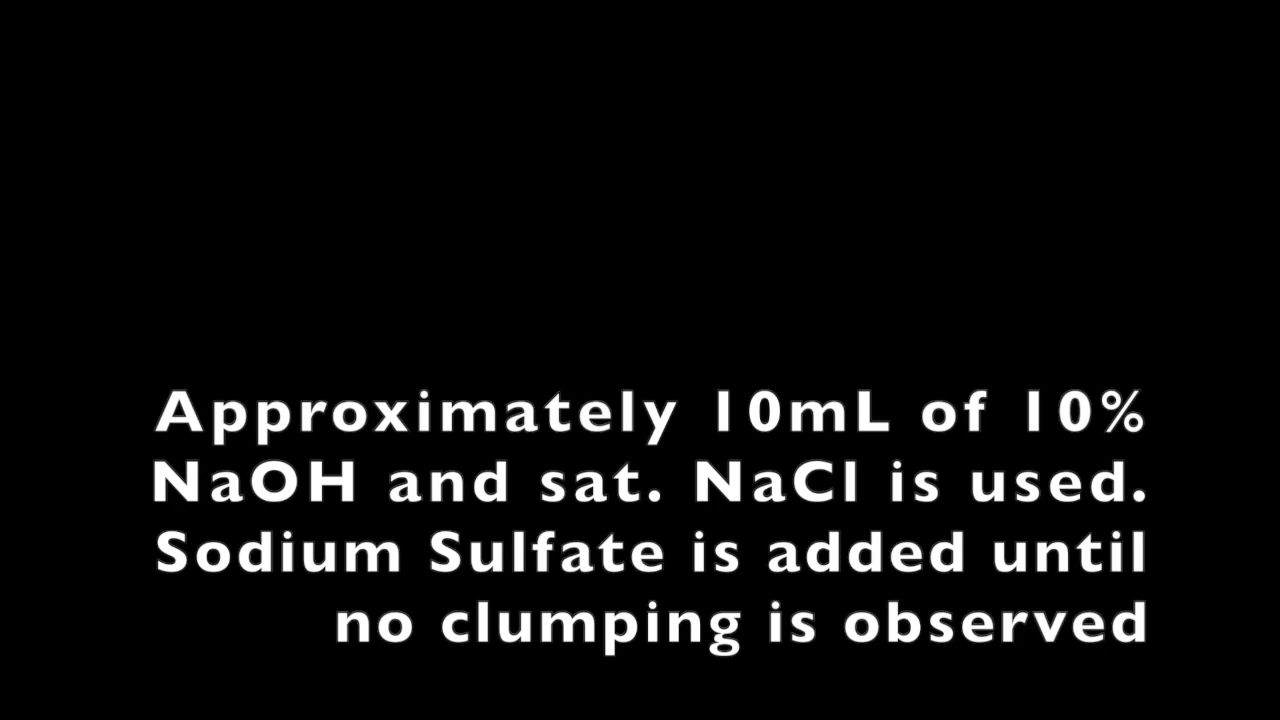 Approximately 10mL of 10%
NaOH and sat. NaCl is used.
Sodium Sulfate is added until
no clumping is observed